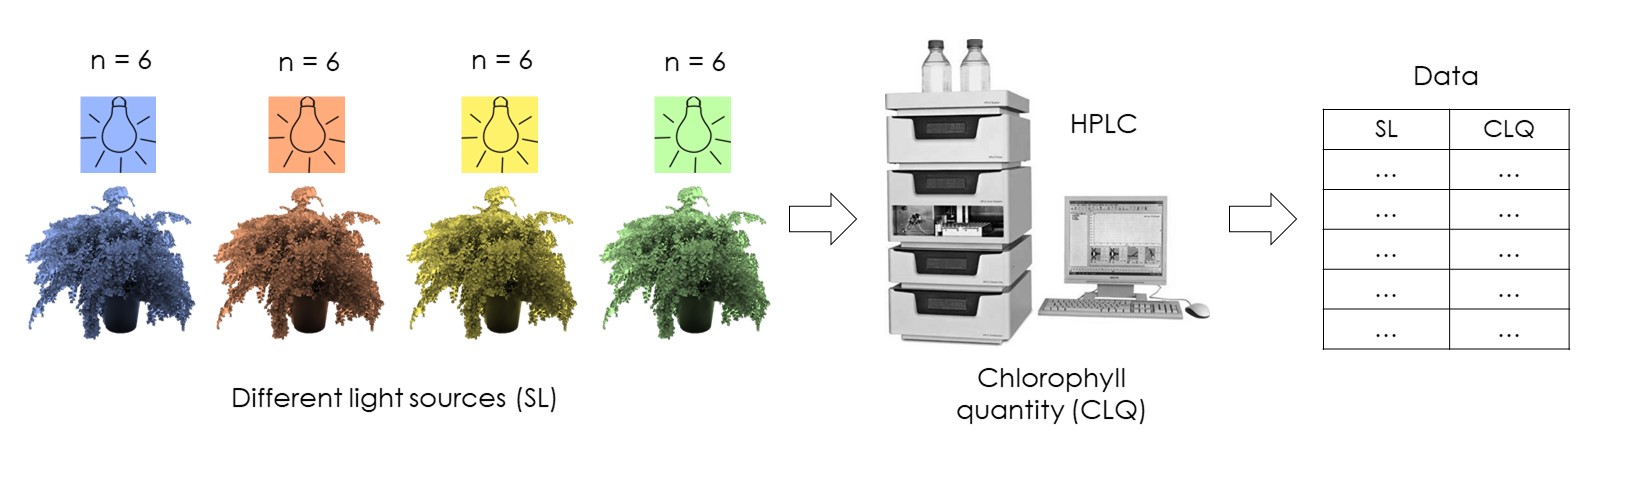 n = 6
n = 6
n = 6
n = 6
Different light sources (SL)
HPLC
Chlorophyll
quantity (CLQ)
Data
SL CLQ
... ...
... ...
... ...
... ...
... ...